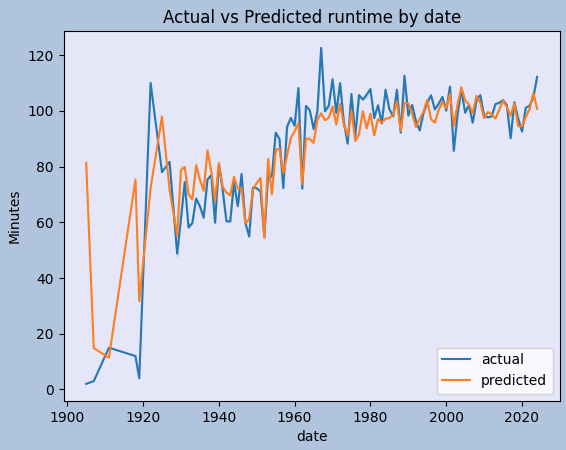 Actual vs Predicted runtime by date
Minutes
120
100
80
60
40
20
0
actual
predicted
1900 1920 1940 1960 1980 2000 2020
date